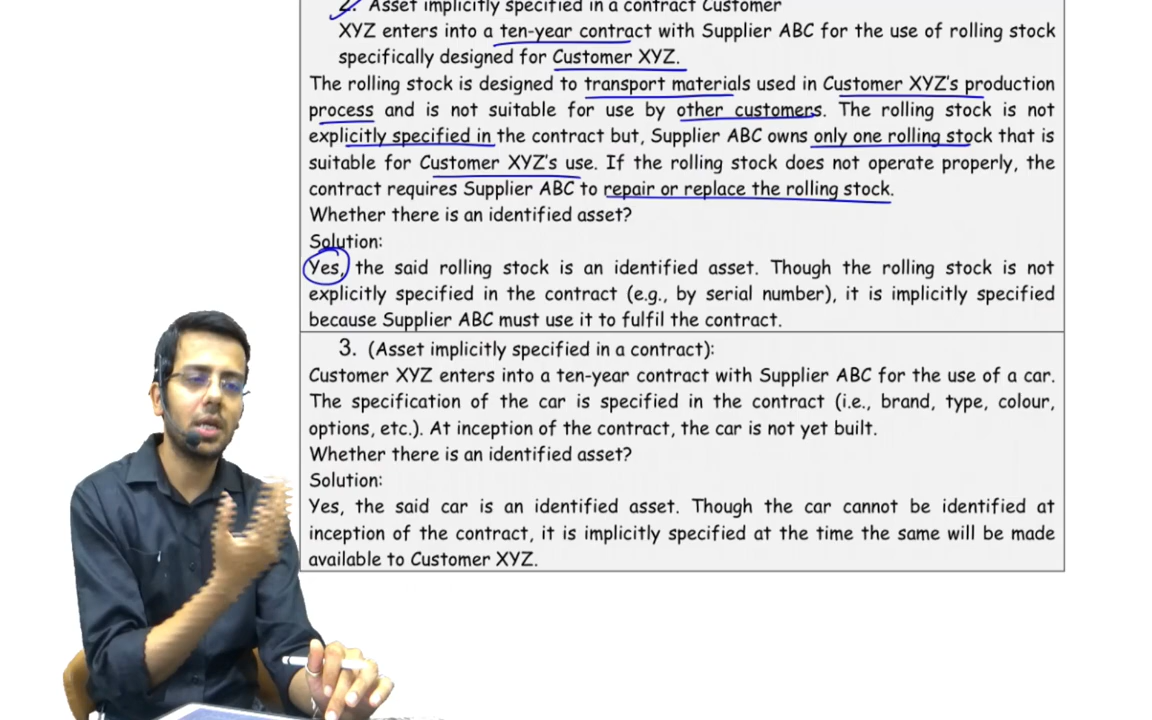 2. Asset implicitly specified in a contract Customer
XYZ enters into a ten-year contract with Supplier ABC for the use of rolling stock
specifically designed for Customer XYZ.
The rolling stock is designed to transport materials used in Customer XYZ's production
process and is not suitable for use by other customers. The rolling stock is not
explicitly specified in the contract but, Supplier ABC owns only one rolling stock that is
suitable for Customer XYZ's use. If the rolling stock does not operate properly, the
contract requires Supplier ABC to repair or replace the rolling stock.
Whether there is an identified asset?
Solution:
Yes, the said rolling stock is an identified asset. Though the rolling stock is not
explicitly specified in the contract (e.g., by serial number), it is implicitly specified
because Supplier ABC must use it to fulfil the contract.
3. (Asset implicitly specified in a contract):
Customer XYZ enters into a ten-year contract with Supplier ABC for the use of a car.
The specification of the car is specified in the contract (i.e., brand, type, colour,
options, etc.). At inception of the contract, the car is not yet built.
Whether there is an identified asset?
Solution:
Yes, the said car is an identified asset. Though the car cannot be identified at
inception of the contract, it is implicitly specified at the time the same will be made
available to Customer XYZ.